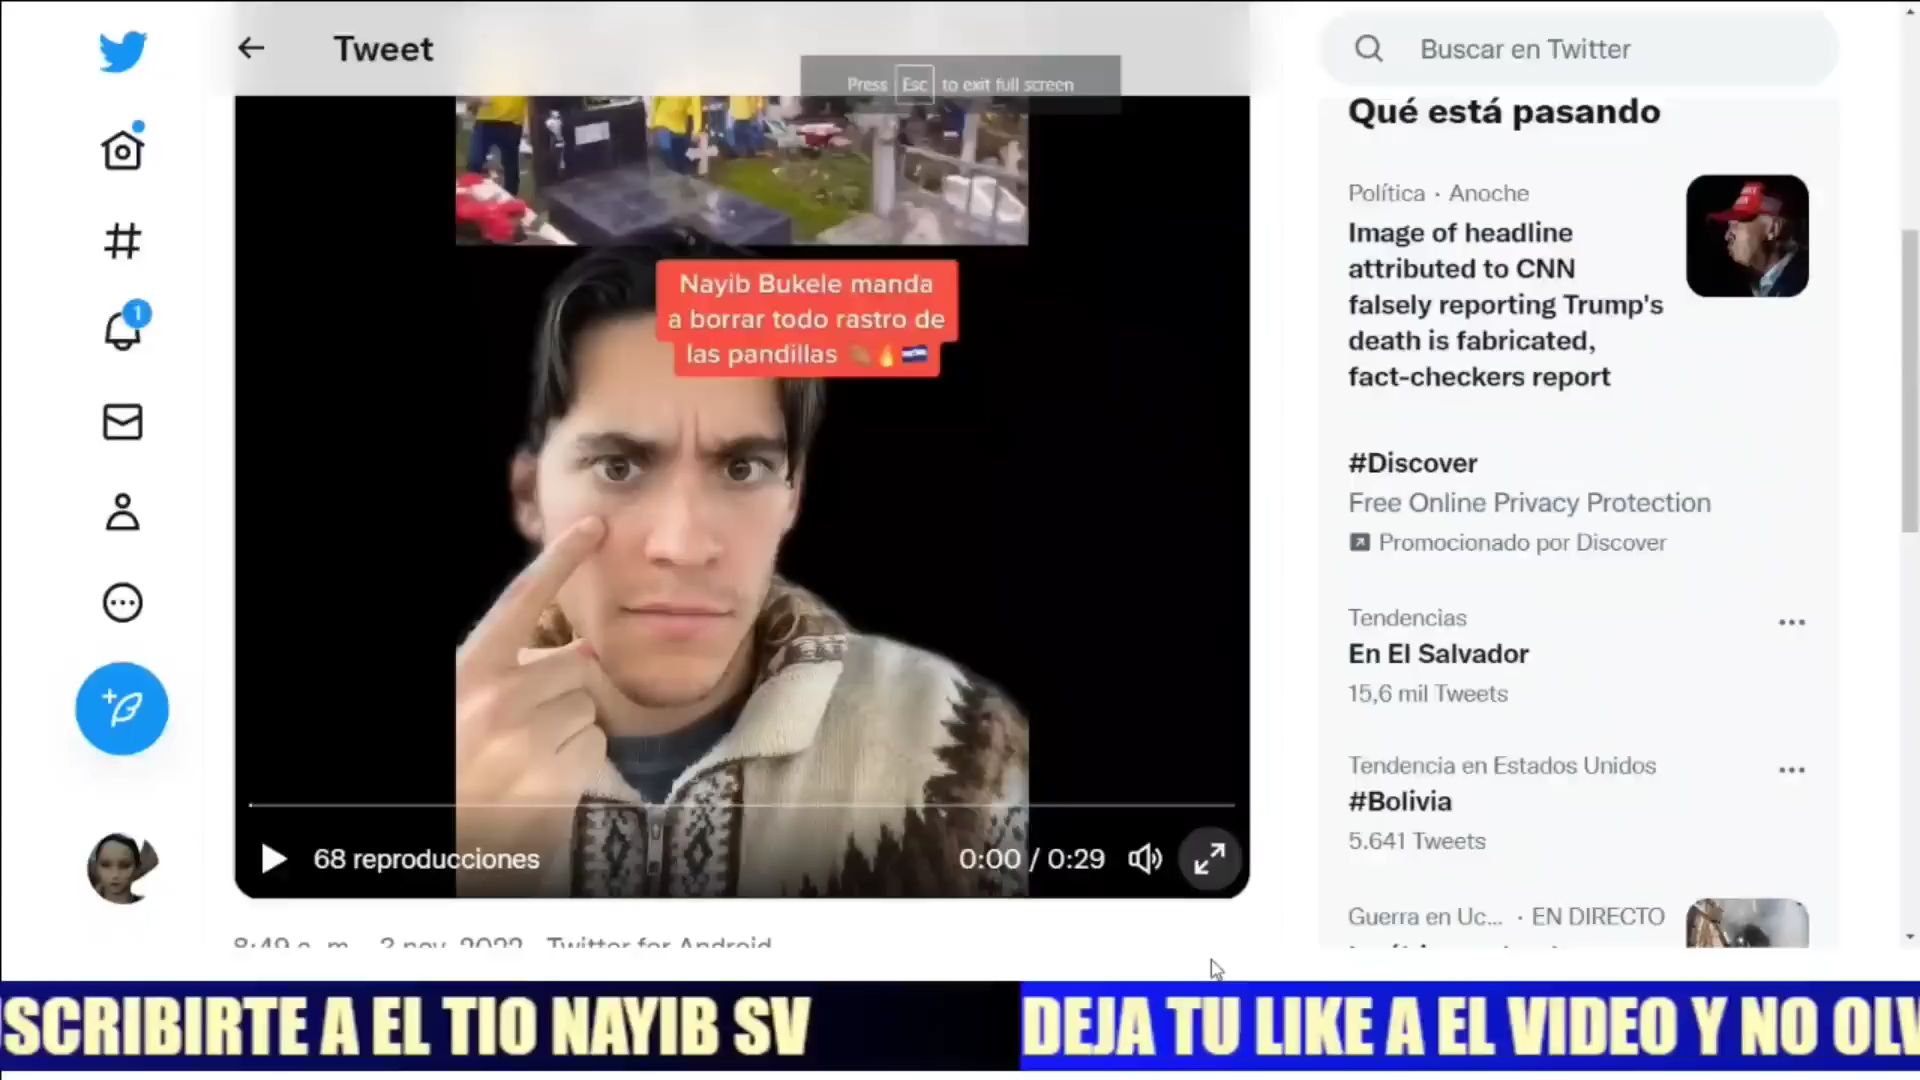 Tweet
Press Esc to exit full screen
Buscar en Twitter
Nayib Bukele manda
a borrar todo rastro de
las pandillas
68 reproducciones
0:00 / 0:29
8:49 a. m. · 3 nov. 2022 · Twitter for Android
Qué está pasando
Política · Anoche
Image of headline
attributed to CNN
falsely reporting Trump's
death is fabricated,
fact-checkers report
#Discover
Free Online Privacy Protection
Promocionado por Discover
Tendencias
En El Salvador
15,6 mil Tweets
Tendencia en Estados Unidos
#Bolivia
5.641 Tweets
Guerra en Uc... · EN DIRECTO
1
USCRIBIRTE A EL TIO NAYIB SV
DEJA TU LIKE A EL VIDEO Y NO OLV